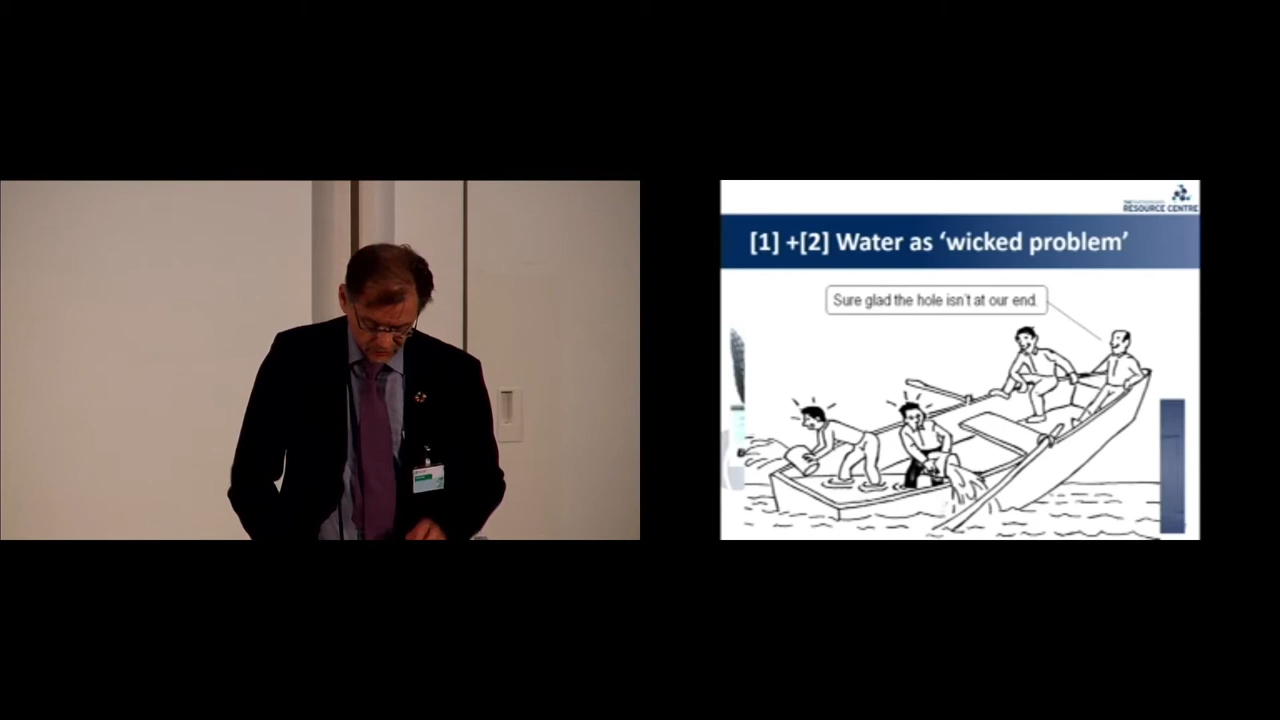 RESOURCE CENTRE
[1] +[2] Water as ‘wicked problem’
Sure glad the hole isn't at our end.